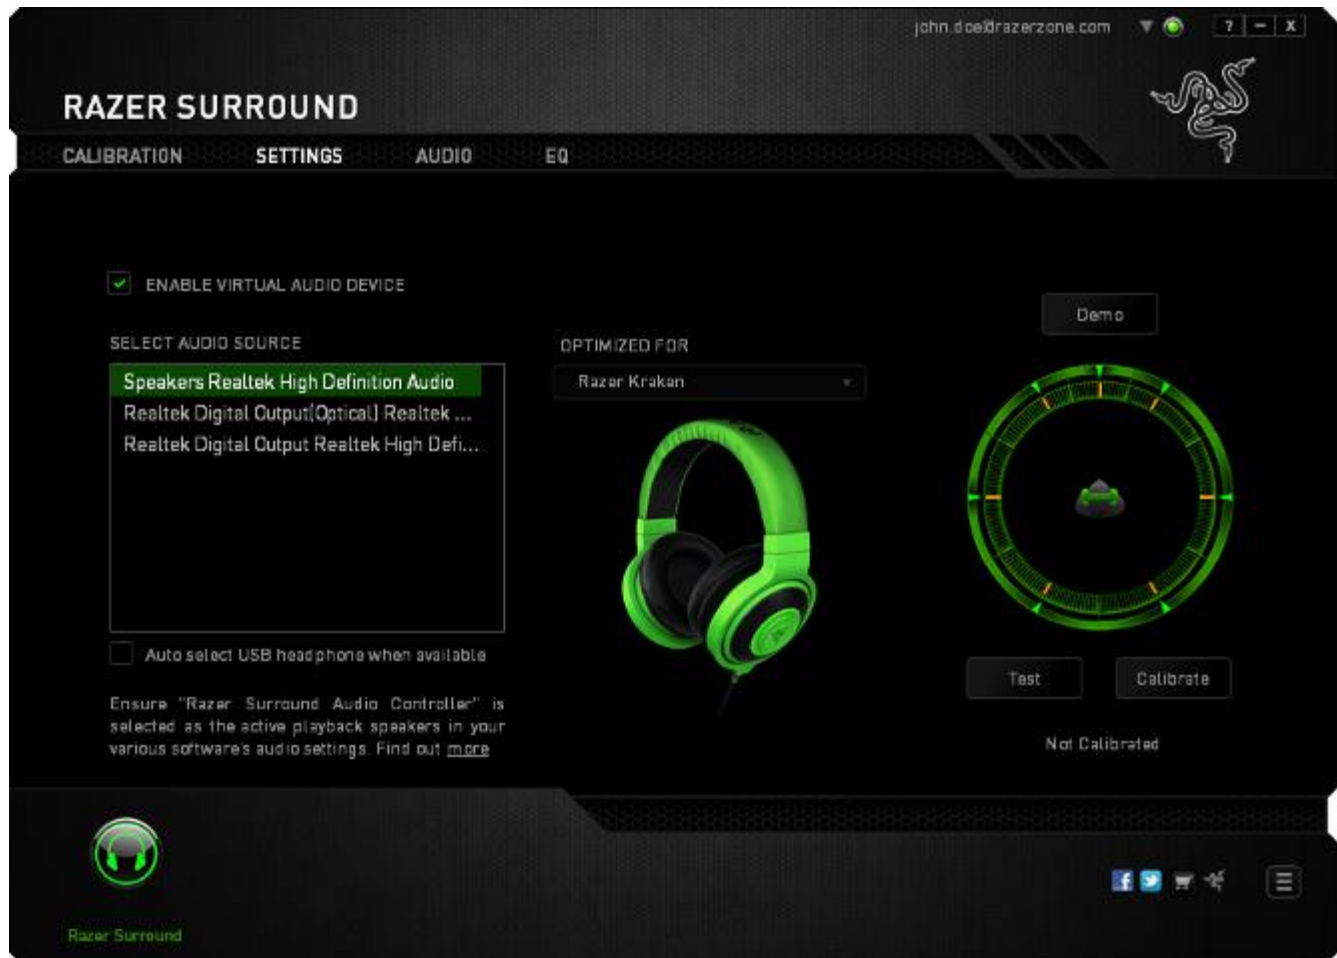 john.doe@razerzone.com
? – X
RAZER SURROUND
CALIBRATION SETTINGS AUDIO EQ
ENABLE VIRTUAL AUDIO DEVICE
SELECT AUDIO SOURCE
Speakers Realtek High Definition Audio
Realtek Digital Output(Optical) Realtek ...
Realtek Digital Output Realtek High Defi...
Auto select USB headphone when available
Ensure "Razer Surround Audio Controller" is
selected as the active playback speakers in your
various software's audio settings. Find out more
OPTIMIZED FOR
Razer Kraken
Demo
Test Calibrate
Not Calibrated
Razer Surround